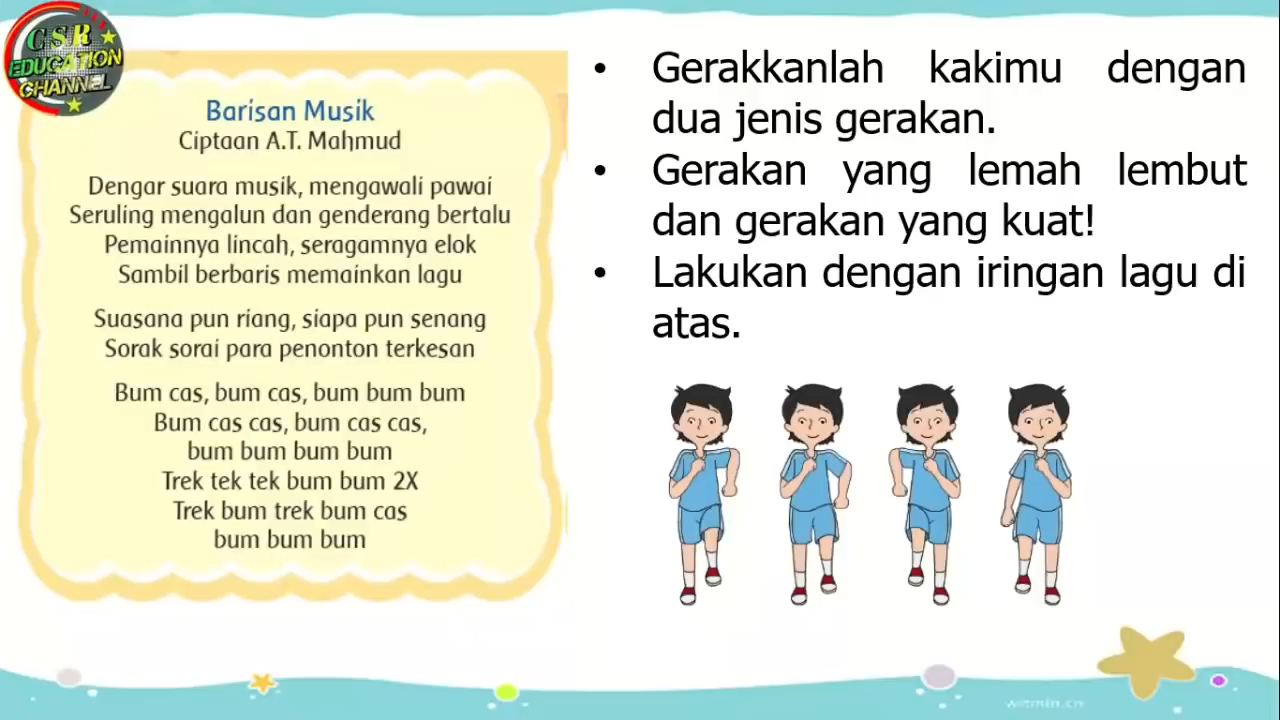 CSR
EDUCATION
CHANNEL
Barisan Musik
Ciptaan A.T. Mahmud
Dengar suara musik, mengawali pawai
Seruling mengalun dan genderang bertalu
Pemainnya lincah, seragamnya elok
Sambil berbaris memainkan lagu
Suasana pun riang, siapa pun senang
Sorak sorai para penonton terkesan
Bum cas, bum cas, bum bum bum
Bum cas cas, bum cas cas,
bum bum bum bum
Trek tek tek bum bum 2X
Trek bum trek bum cas
bum bum bum
• Gerakkanlah kakimu dengan
dua jenis gerakan.
• Gerakan yang lemah lembut
dan gerakan yang kuat!
• Lakukan dengan iringan lagu di
atas.
witmin.cn